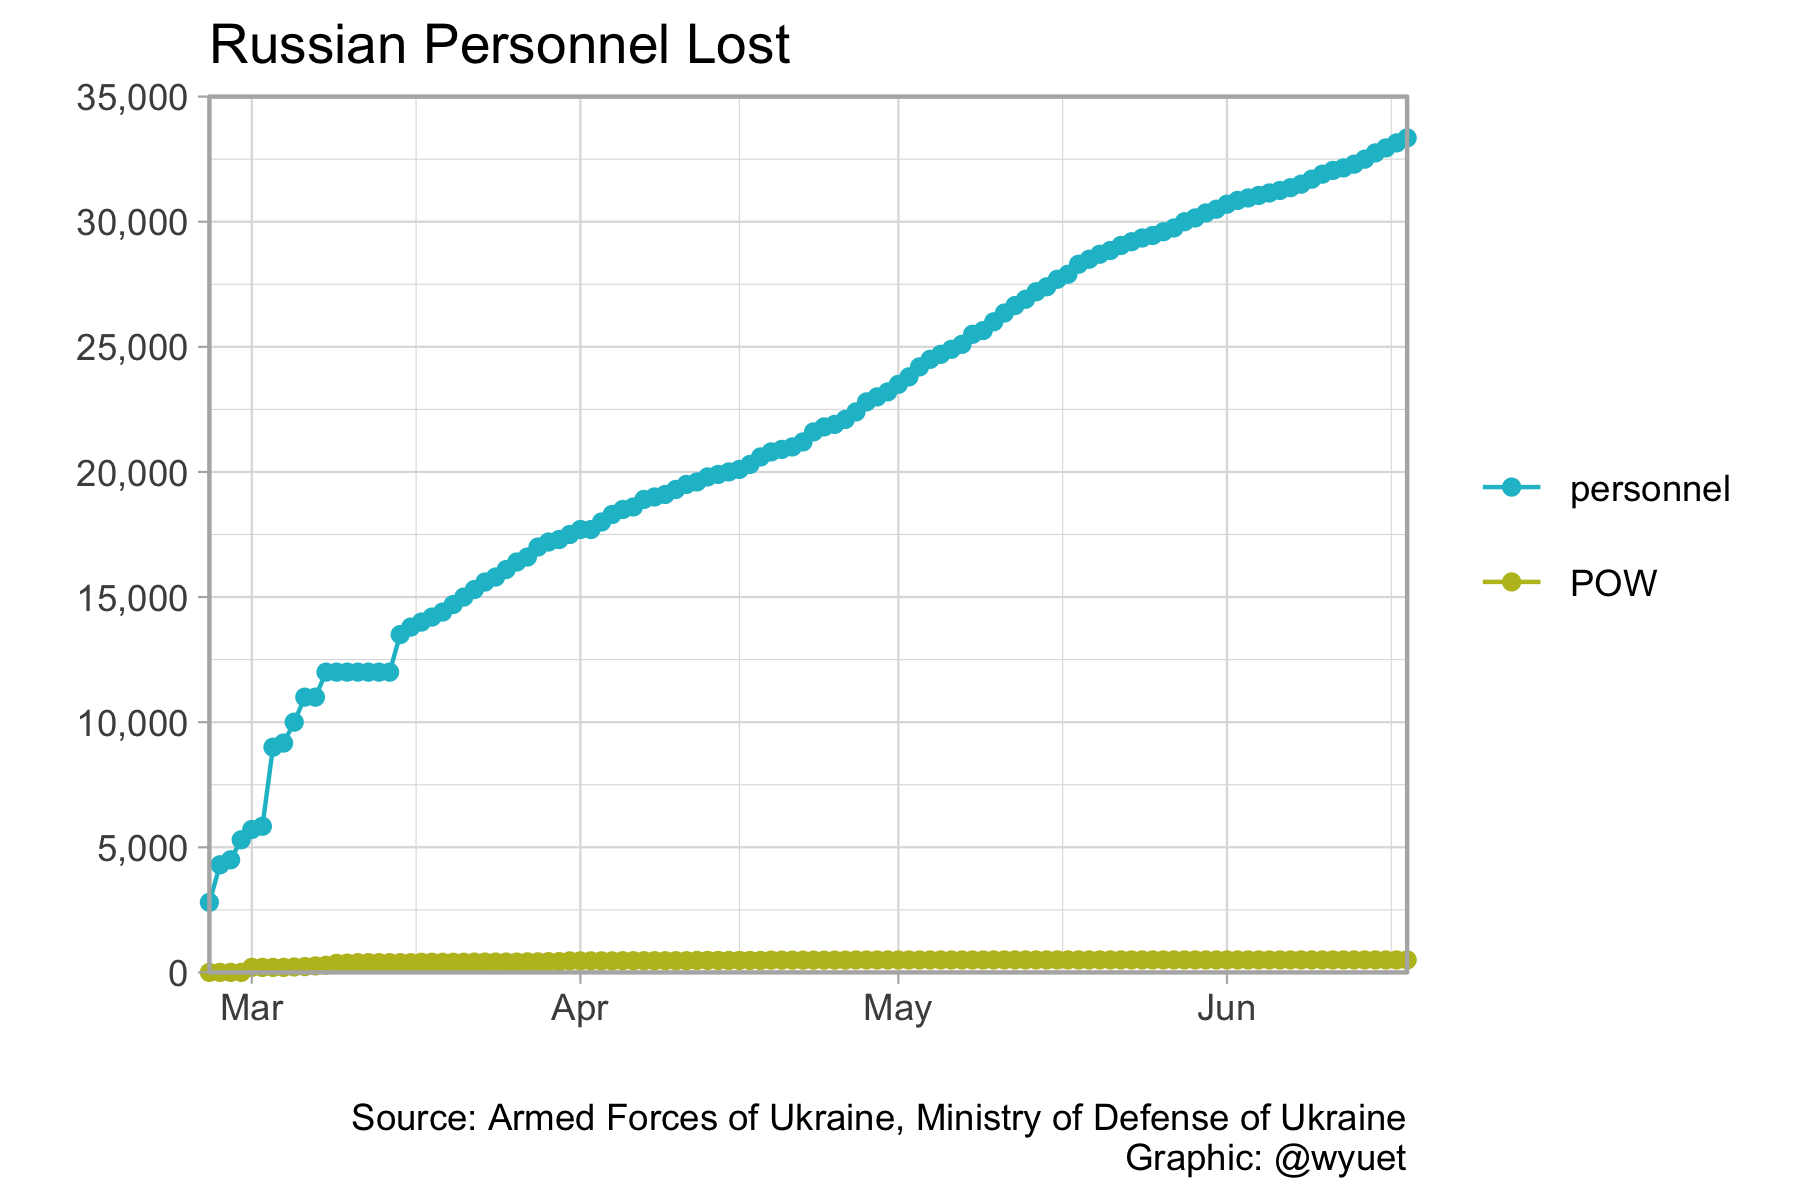 Russian Personnel Lost
35,000
30,000
25,000
20,000
15,000
10,000
5,000
0
Mar Apr May Jun
personnel
POW
Source: Armed Forces of Ukraine, Ministry of Defense of Ukraine
Graphic: @wyuet